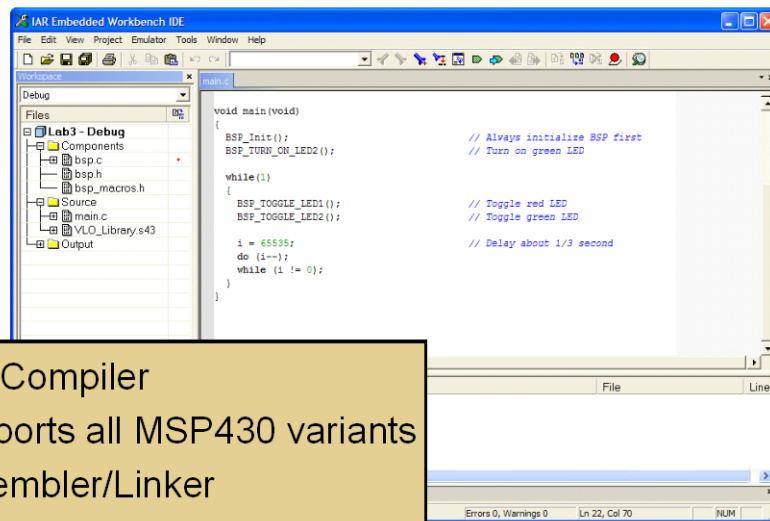 IAR Embedded Workbench IDE
File Edit View Project Emulator Tools Window Help
Workspace
main.c
Debug
Files
Lab3 - Debug
Components
bsp.c
bsp.h
bsp_macros.h
Source
main.c
VLO_Library.s43
Output
void main(void)
{
BSP_Init(); // Always initialize BSP first
BSP_TURN_ON_LED2(); // Turn on green LED
while(1)
{
BSP_TOGGLE_LED1(); // Toggle red LED
BSP_TOGGLE_LED2(); // Toggle green LED
i = 65535; // Delay about 1/3 second
do (i--);
while (i != 0);
}
}
File Line
Compiler
ports all MSP430 variants
embler/Linker
Errors 0, Warnings 0 Ln 22, Col 70 NUM